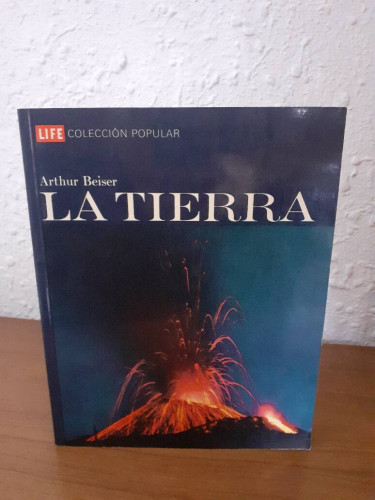 LIFE COLECCIÓN POPULAR
Arthur Beiser
LA TIERRA